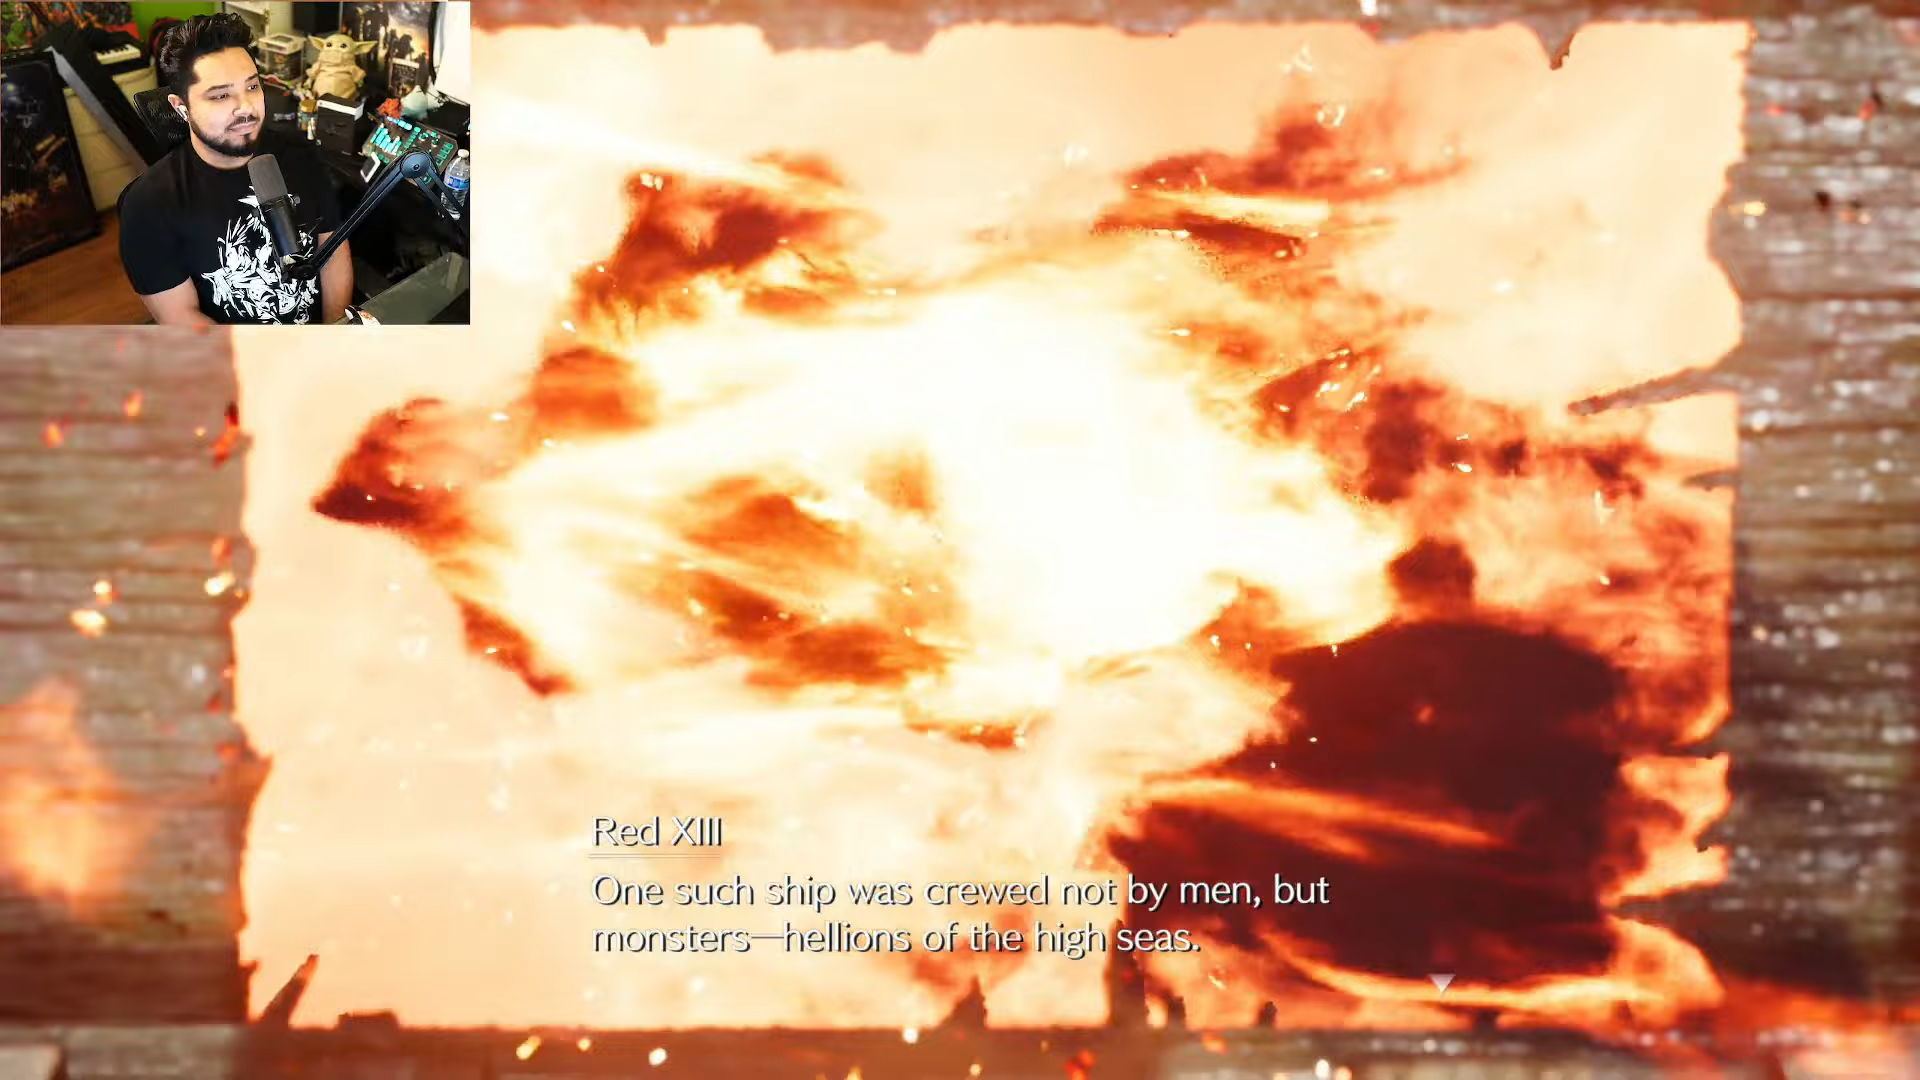 Red XIII
One such ship was crewed not by men, but
monsters—hellions of the high seas.